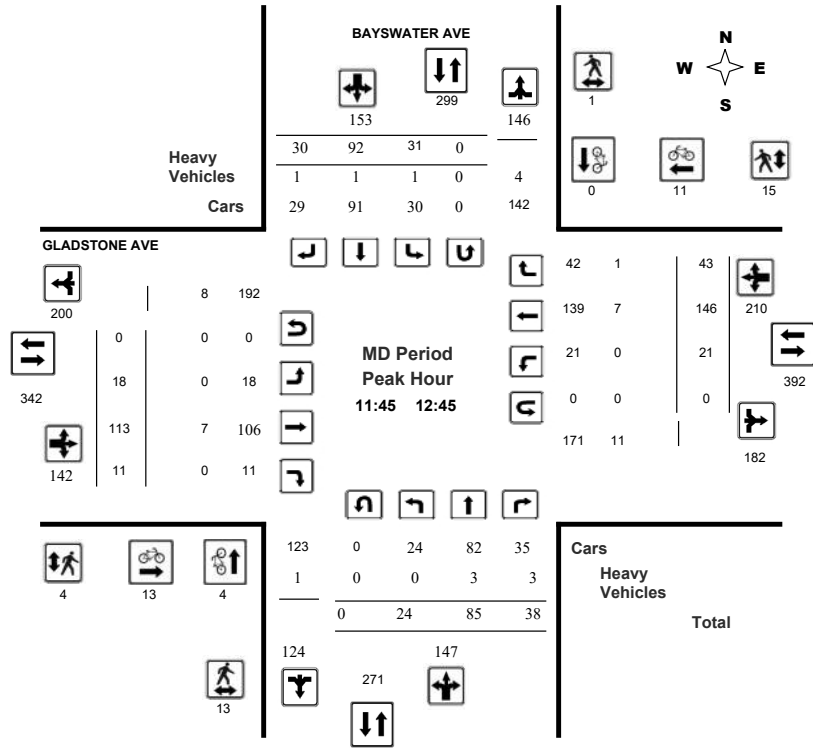 BAYSWATER AVE
N
W E
S
299
1
153 146
30 92 31 0
Heavy
Vehicles
1 1 1 0 4
Cars
29 91 30 0 142
0 11 15
GLADSTONE AVE
42 1 43
200
8 192
139 7 146 210
0 0 0
MD Period
Peak Hour
11:45 12:45
342
18 0 18
21 0 21
392
0 0 0
113 7 106
171 11
182
142
11 0 11
123 0 24 82 35
Cars
1 0 0 3 3
Heavy
Vehicles
4 13 4
0 24 85 38
Total
124 147
271
13